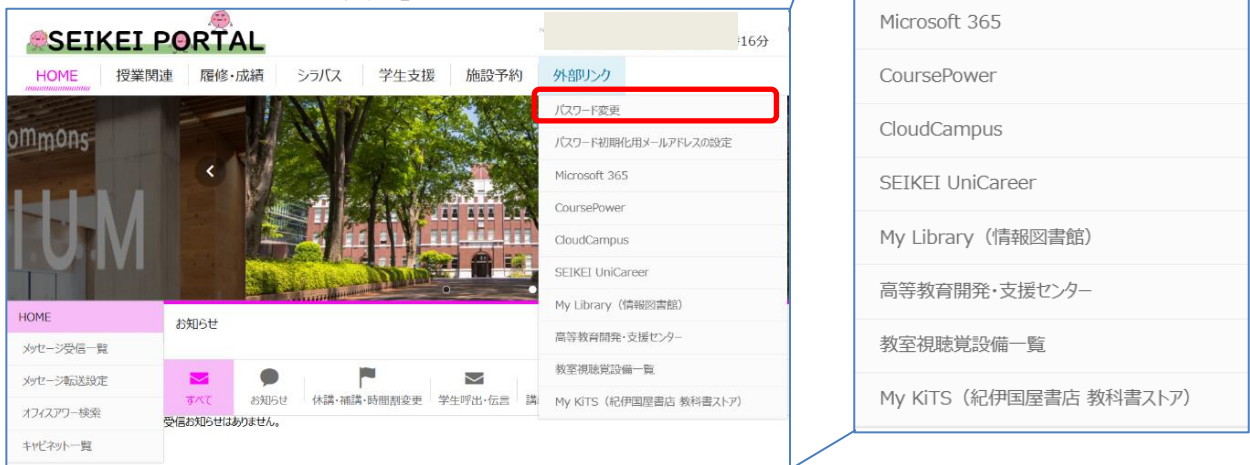 SEIKEI PORTAL
16分
HOME 授業関連 履修・成績 シラバス 学生支援 施設予約 外部リンク
パスワード変更
パスワード初期化用メールアドレスの設定
Microsoft 365
CoursePower
CloudCampus
SEIKEI UniCareer
My Library（情報図書館）
高等教育開発・支援センター
教室視聴覚設備一覧
My KiTS（紀伊国屋書店 教科書ストア）
ommons
I.U.M
HOME
メッセージ受信一覧
メッセージ転送設定
オフィスアワー検索
キャビネット一覧
お知らせ
すべて お知らせ 休講・補講・時間割変更 学生呼出・伝言 講
受信お知らせはありません。
Microsoft 365
CoursePower
CloudCampus
SEIKEI UniCareer
My Library（情報図書館）
高等教育開発・支援センター
教室視聴覚設備一覧
My KiTS（紀伊国屋書店 教科書ストア）